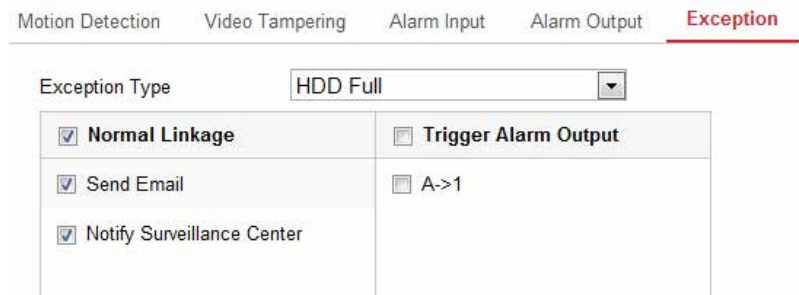 Motion Detection Video Tampering Alarm Input Alarm Output Exception
Exception Type HDD Full
Normal Linkage Trigger Alarm Output
Send Email A->1
Notify Surveillance Center